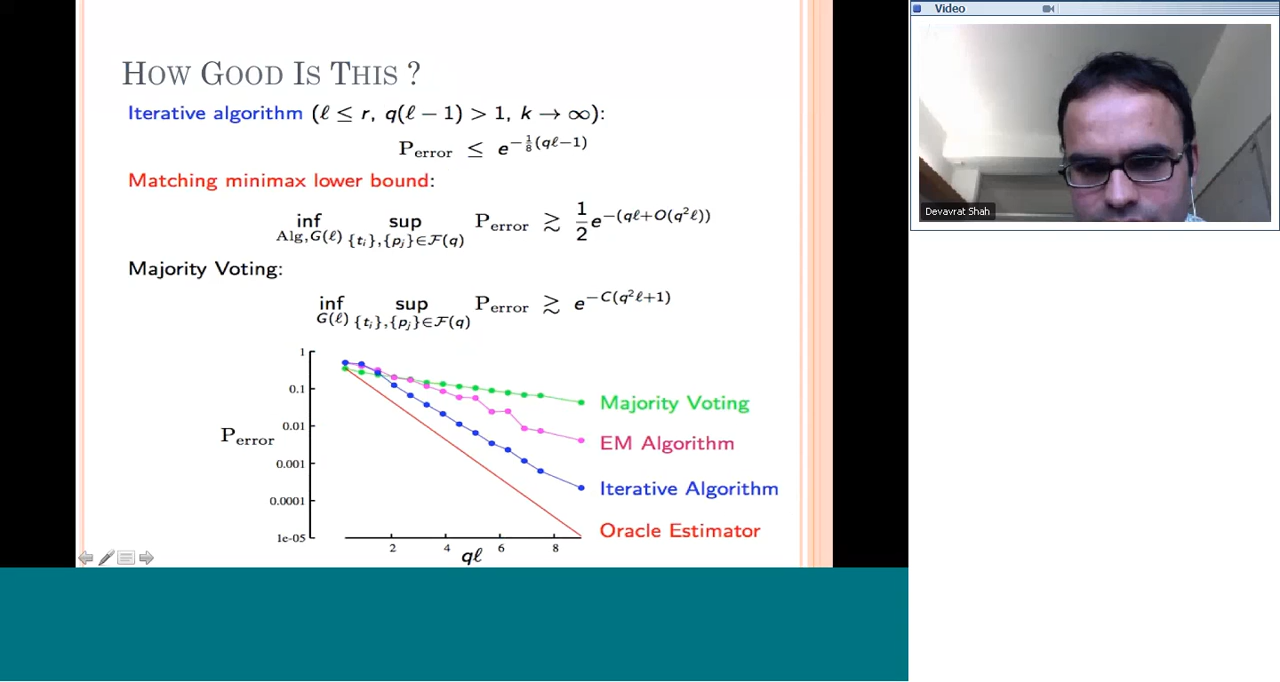 HOW GOOD IS THIS ?
Iterative algorithm (ℓ ≤ r, q(ℓ − 1) > 1, k → ∞):
P_error ≤ e^{−1/8(qℓ−1)}
Matching minimax lower bound:
inf_{Alg,G(ℓ)} sup_{{t_i},{p_j}∈F(q)} P_error ≳ 1/2 e^{−(qℓ+O(q²ℓ))}
Majority Voting:
inf_{G(ℓ)} sup_{{t_i},{p_j}∈F(q)} P_error ≳ e^{−C(q²ℓ+1)}
1
0.1
0.01
0.001
0.0001
1e-05
P_error
2 4 6 8
qℓ
Majority Voting
EM Algorithm
Iterative Algorithm
Oracle Estimator
Video
Devavrat Shah